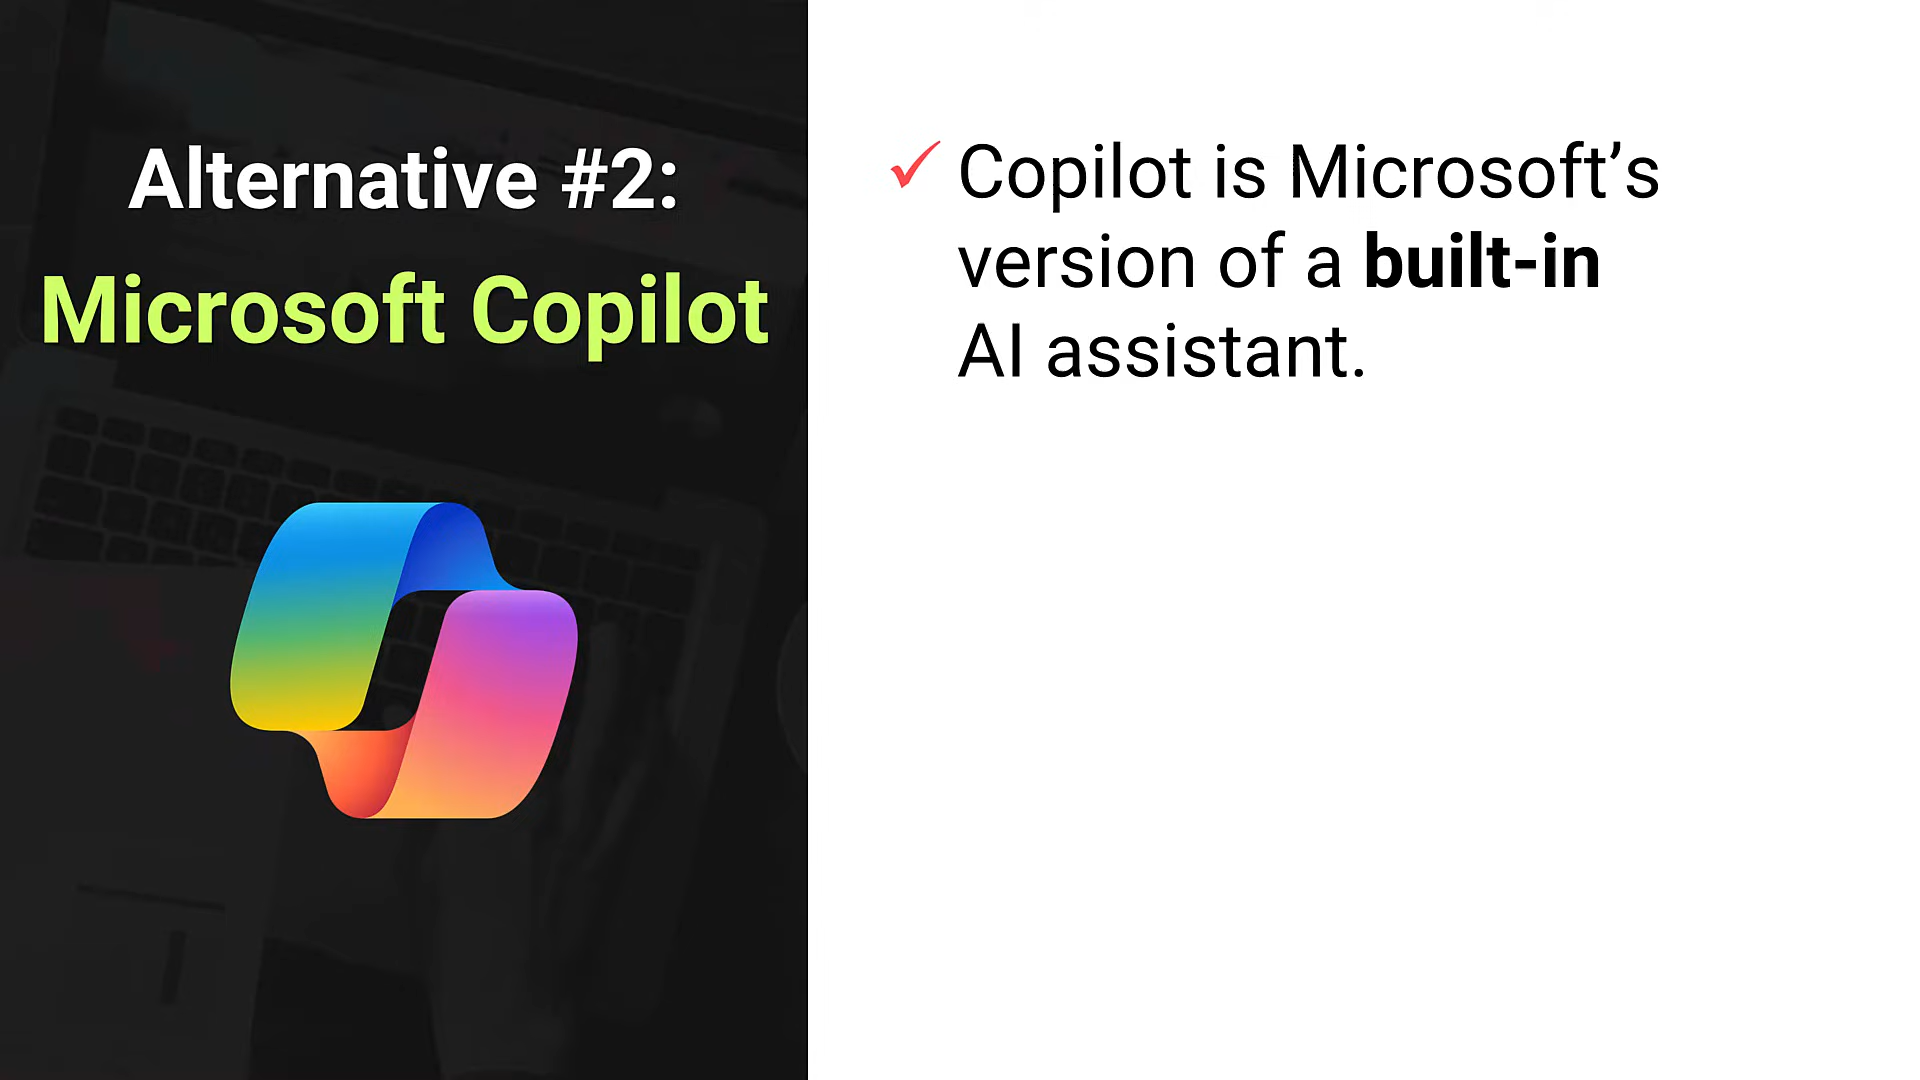 Alternative #2:
Microsoft Copilot
Copilot is Microsoft’s
version of a built-in
AI assistant.